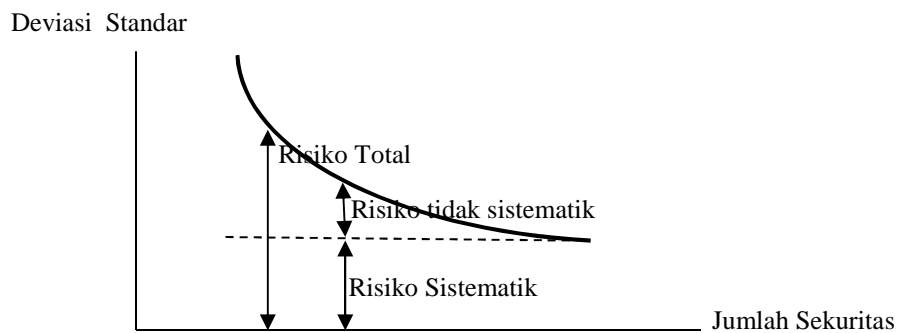 Deviasi  Standar
Risiko Total
Risiko tidak sistematik
Risiko Sistematik
Jumlah Sekuritas